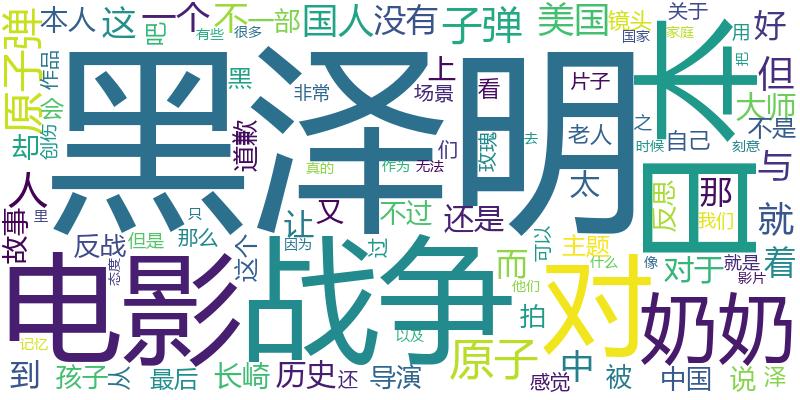 原子弹
本人
作品
吧
这
一个
有些
不
一部
很多
国人
没有
子弹
美国
镜头
国家
关于
家庭
用
把
好
但
大师
不是
会
却
创伤
黑
道歉
非常
场景
上
看
片子
老人
之
自己
时候
刻意
黑泽明
日本
们
玫瑰
去
真的
作为
无法
太
反思
那
我们
与
就
着
故事
人
里
反战
但是
只
那么
这个
让
因为
又
过
不过
还是
而
可以
主题
什么
他们
像
对于
就是
影片
态度
电影
战争
对
奶奶
拍
原子
以及
感觉
记忆
到
孩子
从
最后
长崎
历史
还
导演
中
被
中国
说
泽